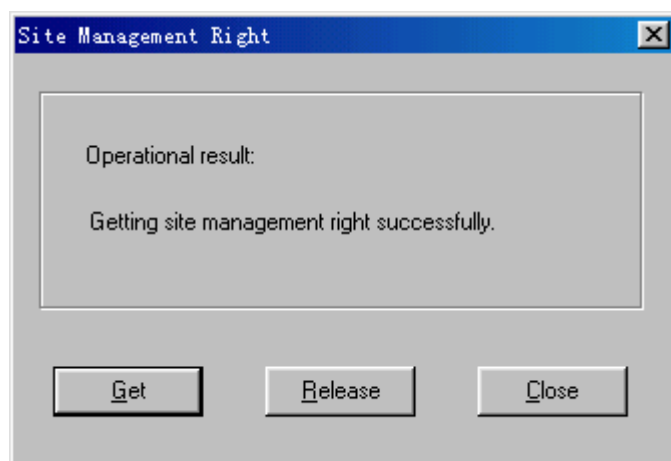 Site Management Right
Operational result:
Getting site management right successfully.
Get Release Close